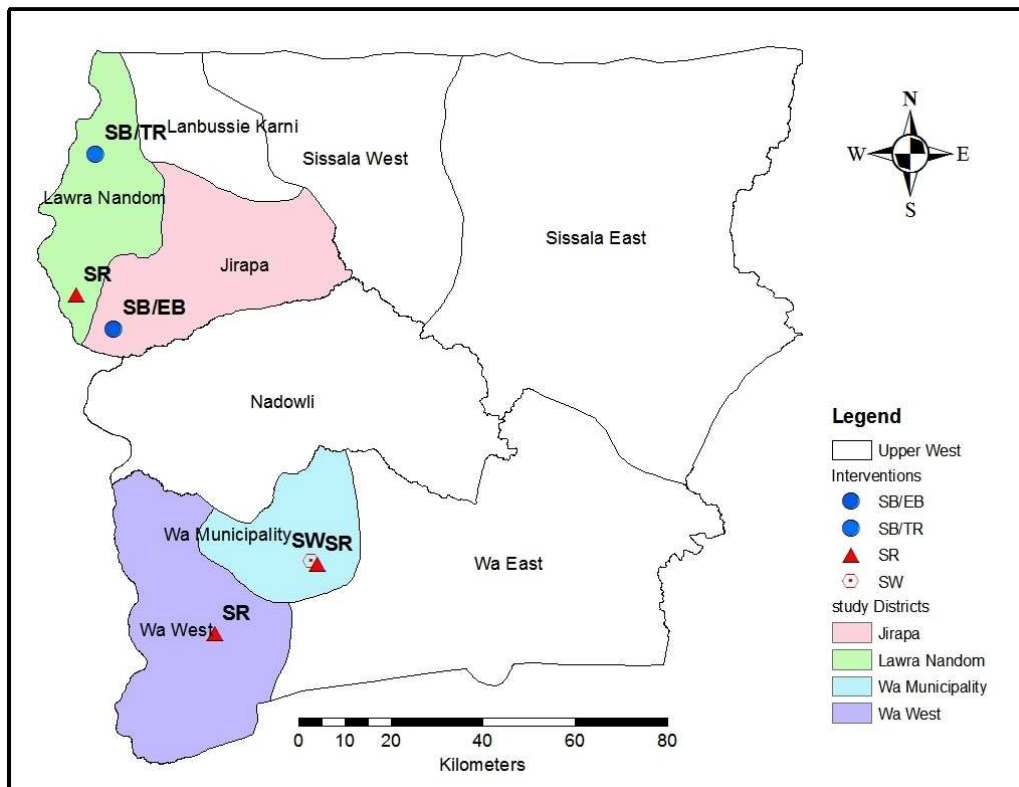 N
W E
S
SB/TR
Lanbussie Karni
Sissala West
Lawra Nandom
Sissala East
Jirapa
SR
SB/EB
Nadowli
Wa Municipality
SW SR
Wa East
SR
Wa West
0 10 20 40 60 80
Kilometers
Legend
Upper West
Interventions
SB/EB
SB/TR
SR
SW
study Districts
Jirapa
Lawra Nandom
Wa Municipality
Wa West